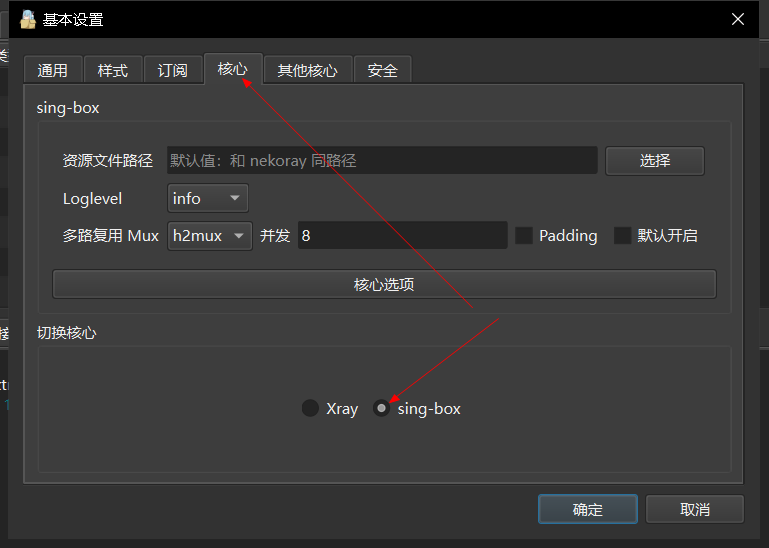 基本设置
通用 样式 订阅 核心 其他核心 安全
sing-box
资源文件路径 默认值：和 nekoray 同路径 选择
Loglevel info
多路复用 Mux h2mux 并发 8 Padding 默认开启
核心选项
切换核心
Xray sing-box
确定 取消